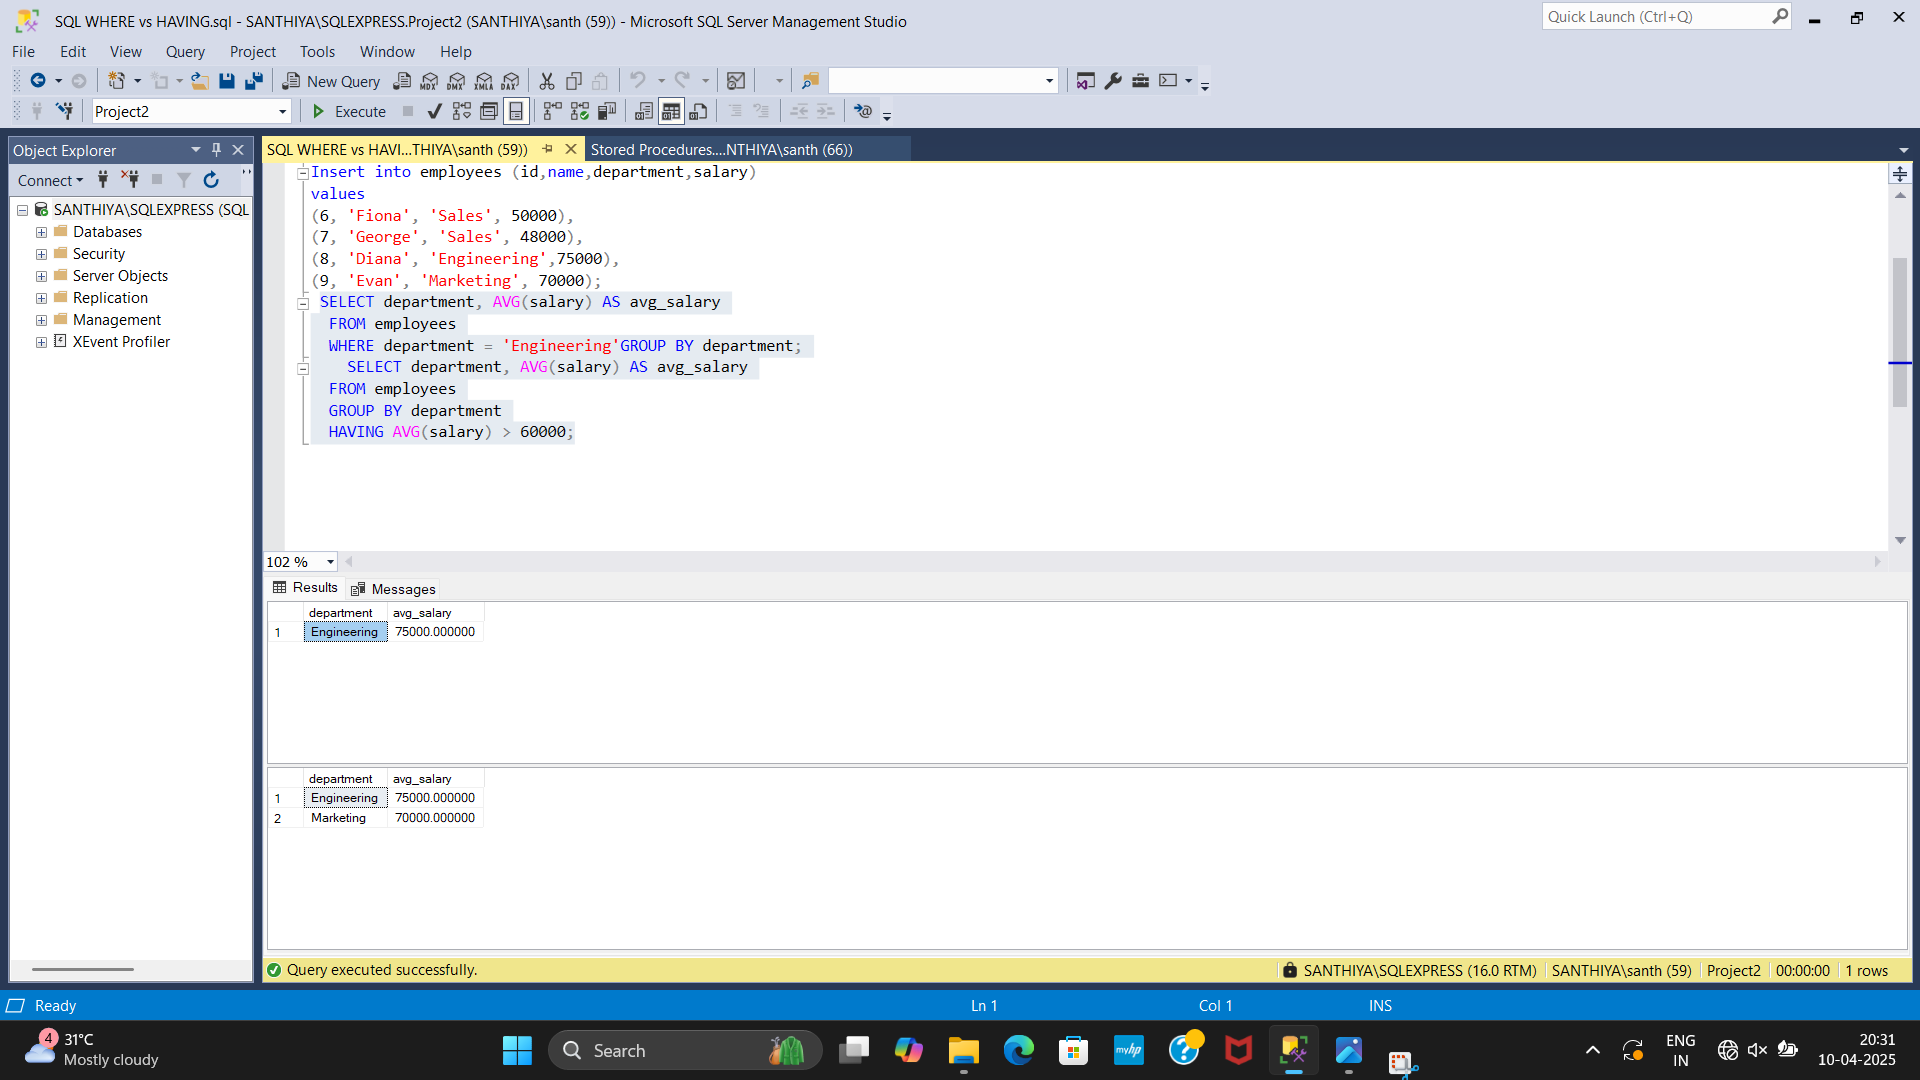 SQL WHERE vs HAVING.sql - SANTHIYA\SQLEXPRESS.Project2 (SANTHIYA\santh (59)) - Microsoft SQL Server Management Studio
Quick Launch (Ctrl+Q)
File Edit View Query Project Tools Window Help
New Query MDX DMX XMLA DAX
Project2 Execute
Object Explorer
SQL WHERE vs HAVI...THIYA\santh (59)) Stored Procedures....NTHIYA\santh (66))
Connect
SANTHIYA\SQLEXPRESS (SQL
Databases
Security
Server Objects
Replication
Management
XEvent Profiler
Insert into employees (id,name,department,salary)
values
(6, 'Fiona', 'Sales', 50000),
(7, 'George', 'Sales', 48000),
(8, 'Diana', 'Engineering',75000),
(9, 'Evan', 'Marketing', 70000);
SELECT department, AVG(salary) AS avg_salary
FROM employees
WHERE department = 'Engineering'GROUP BY department;
SELECT department, AVG(salary) AS avg_salary
FROM employees
GROUP BY department
HAVING AVG(salary) > 60000;
102 %
Results Messages
department avg_salary
1 Engineering 75000.000000
department avg_salary
1 Engineering 75000.000000
2 Marketing 70000.000000
Query executed successfully. SANTHIYA\SQLEXPRESS (16.0 RTM) SANTHIYA\santh (59) Project2 00:00:00 1 rows
Ready Ln 1 Col 1 INS
4
31°C
Mostly cloudy
Search
myhp
ENG
IN
20:31
10-04-2025